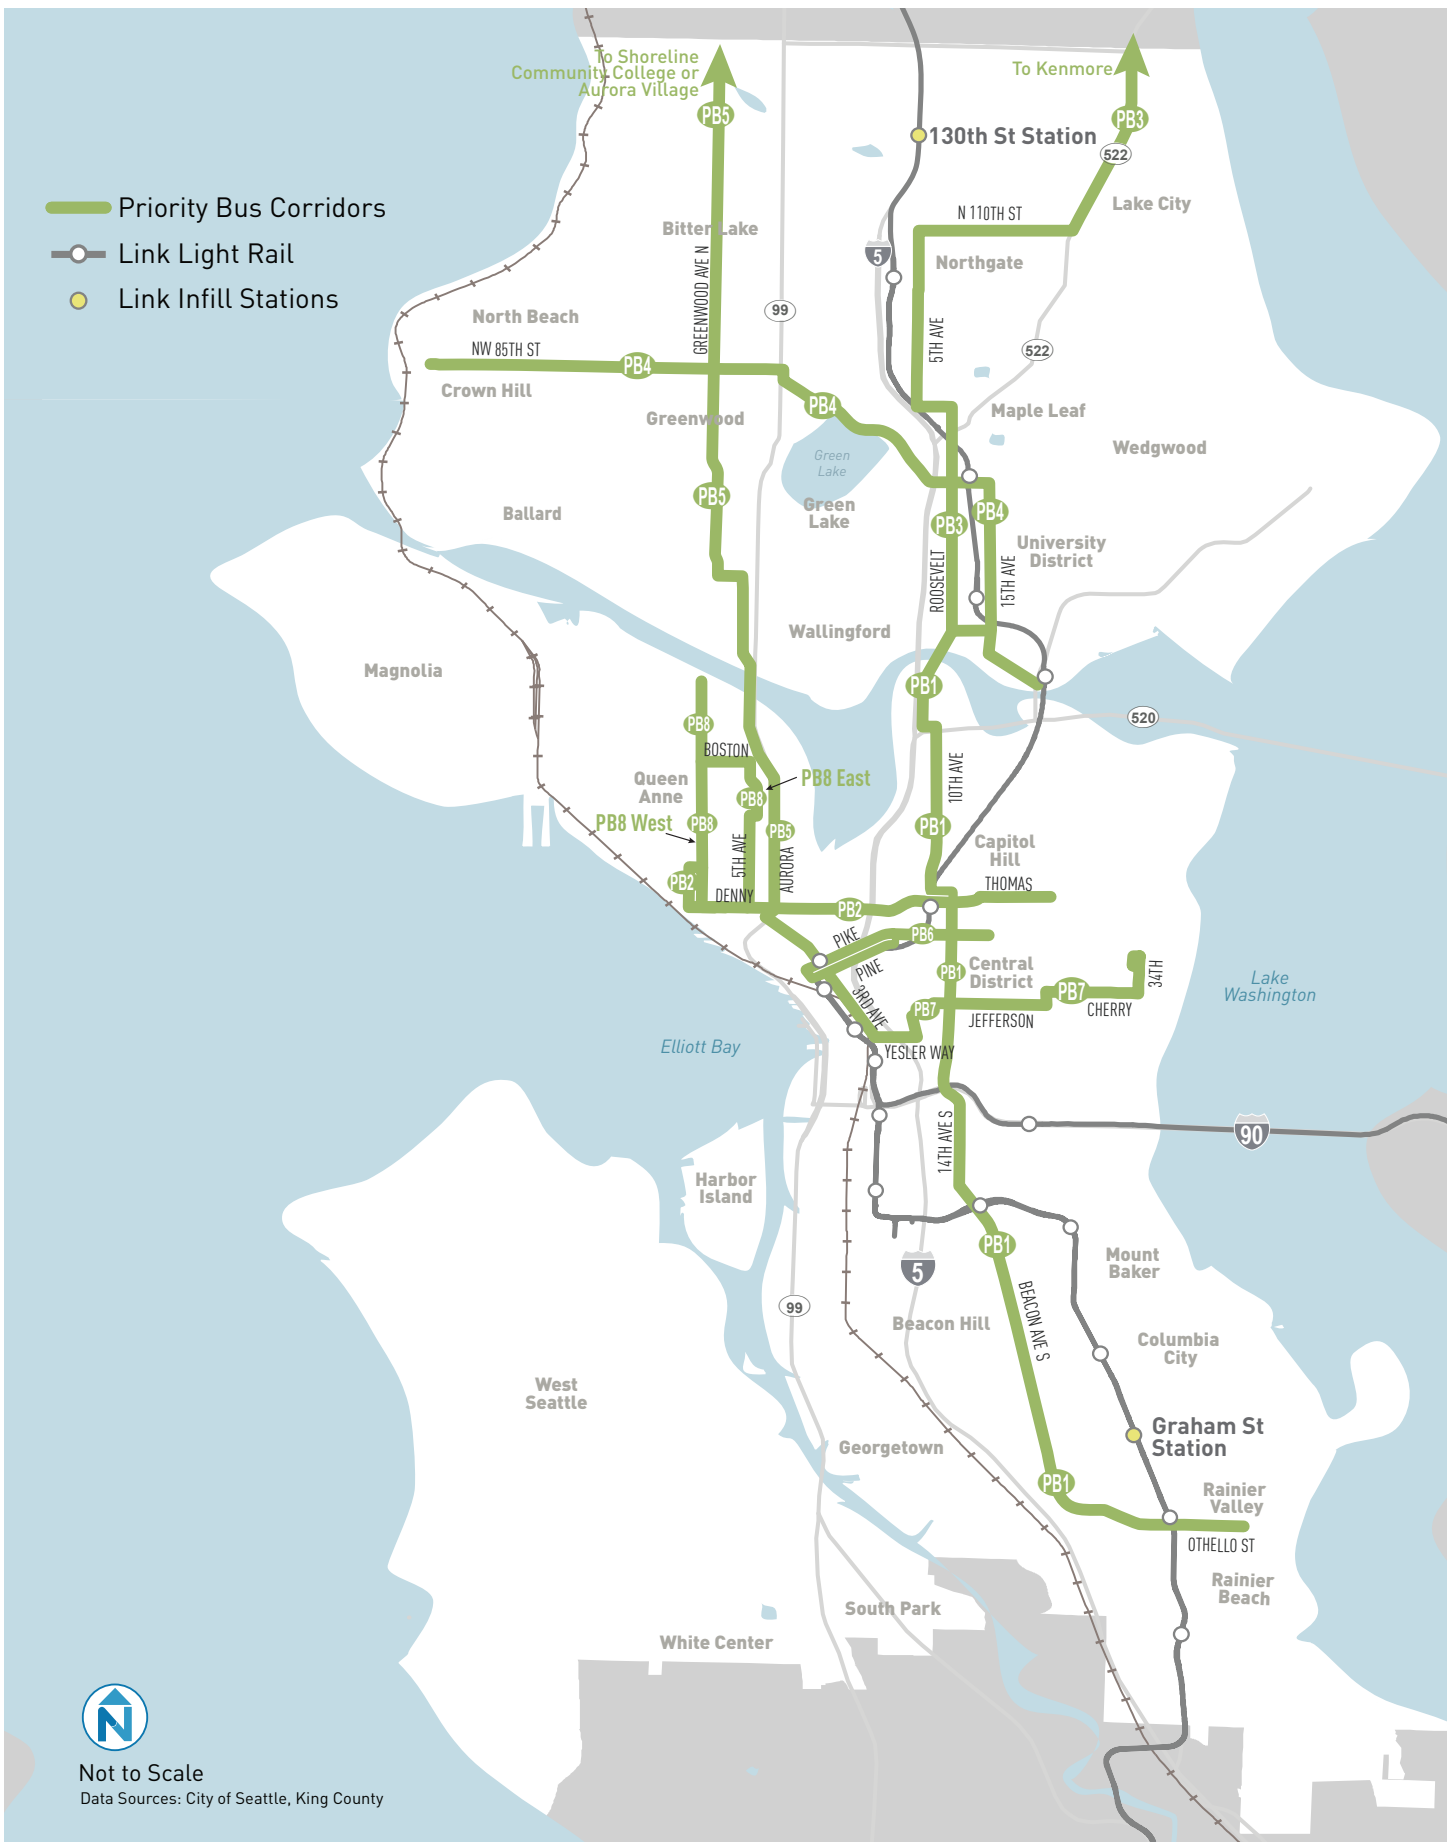 To Shoreline
Community College or
Aurora Village
To Kenmore
PB5
PB3
130th St Station
522
Priority Bus Corridors
Link Light Rail
Link Infill Stations
Lake City
N 110TH ST
Bitter Lake
5
Northgate
GREENWOOD AVE N
99
North Beach
5TH AVE
NW 85TH ST
522
PB4
Crown Hill
PB4
Maple Leaf
Greenwood
Wedgwood
Green
Lake
PB5
Green
Lake
Ballard
PB3
PB4
University
District
ROOSEVELT
15TH AVE
Wallingford
Magnolia
PB1
PB8
520
BOSTON
Queen
Anne
PB8 East
10TH AVE
PB8
PB8 West
PB8
PB5
PB1
5TH AVE
AURORA
Capitol
Hill
PB2
THOMAS
DENNY
PB2
PIKE
PB6
PINE
PB1
Central
District
34TH
Lake
Washington
3RD AVE
PB7
PB7
CHERRY
JEFFERSON
Elliott Bay
YESLER WAY
14TH AVE S
90
Harbor
Island
PB1
Mount
Baker
5
BEACON AVE S
99
Beacon Hill
Columbia
City
West
Seattle
Graham St
Station
Georgetown
PB1
Rainier
Valley
OTHELLO ST
Rainier
Beach
South Park
White Center
N
Not to Scale
Data Sources: City of Seattle, King County